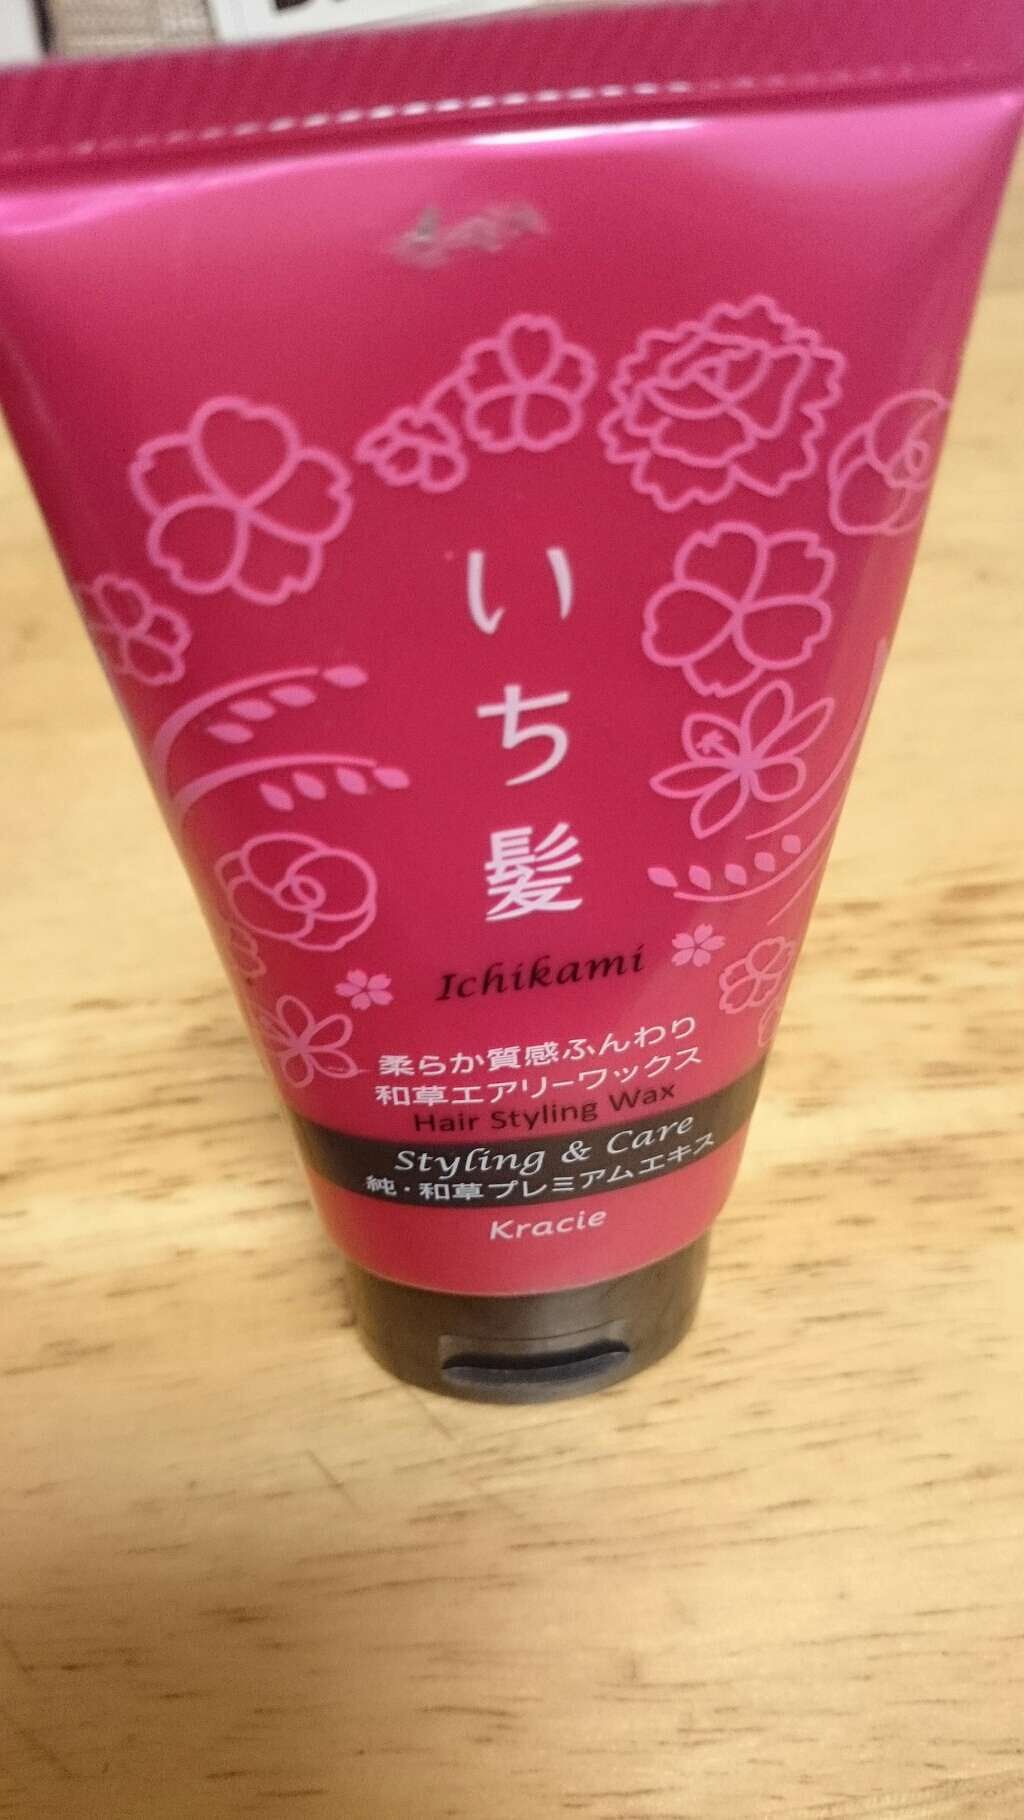 いち髪
Ichikami
柔らか質感ふんわり
和草エアリーワックス
Hair Styling Wax
Styling & Care
純・和草プレミアムエキス
Kracie